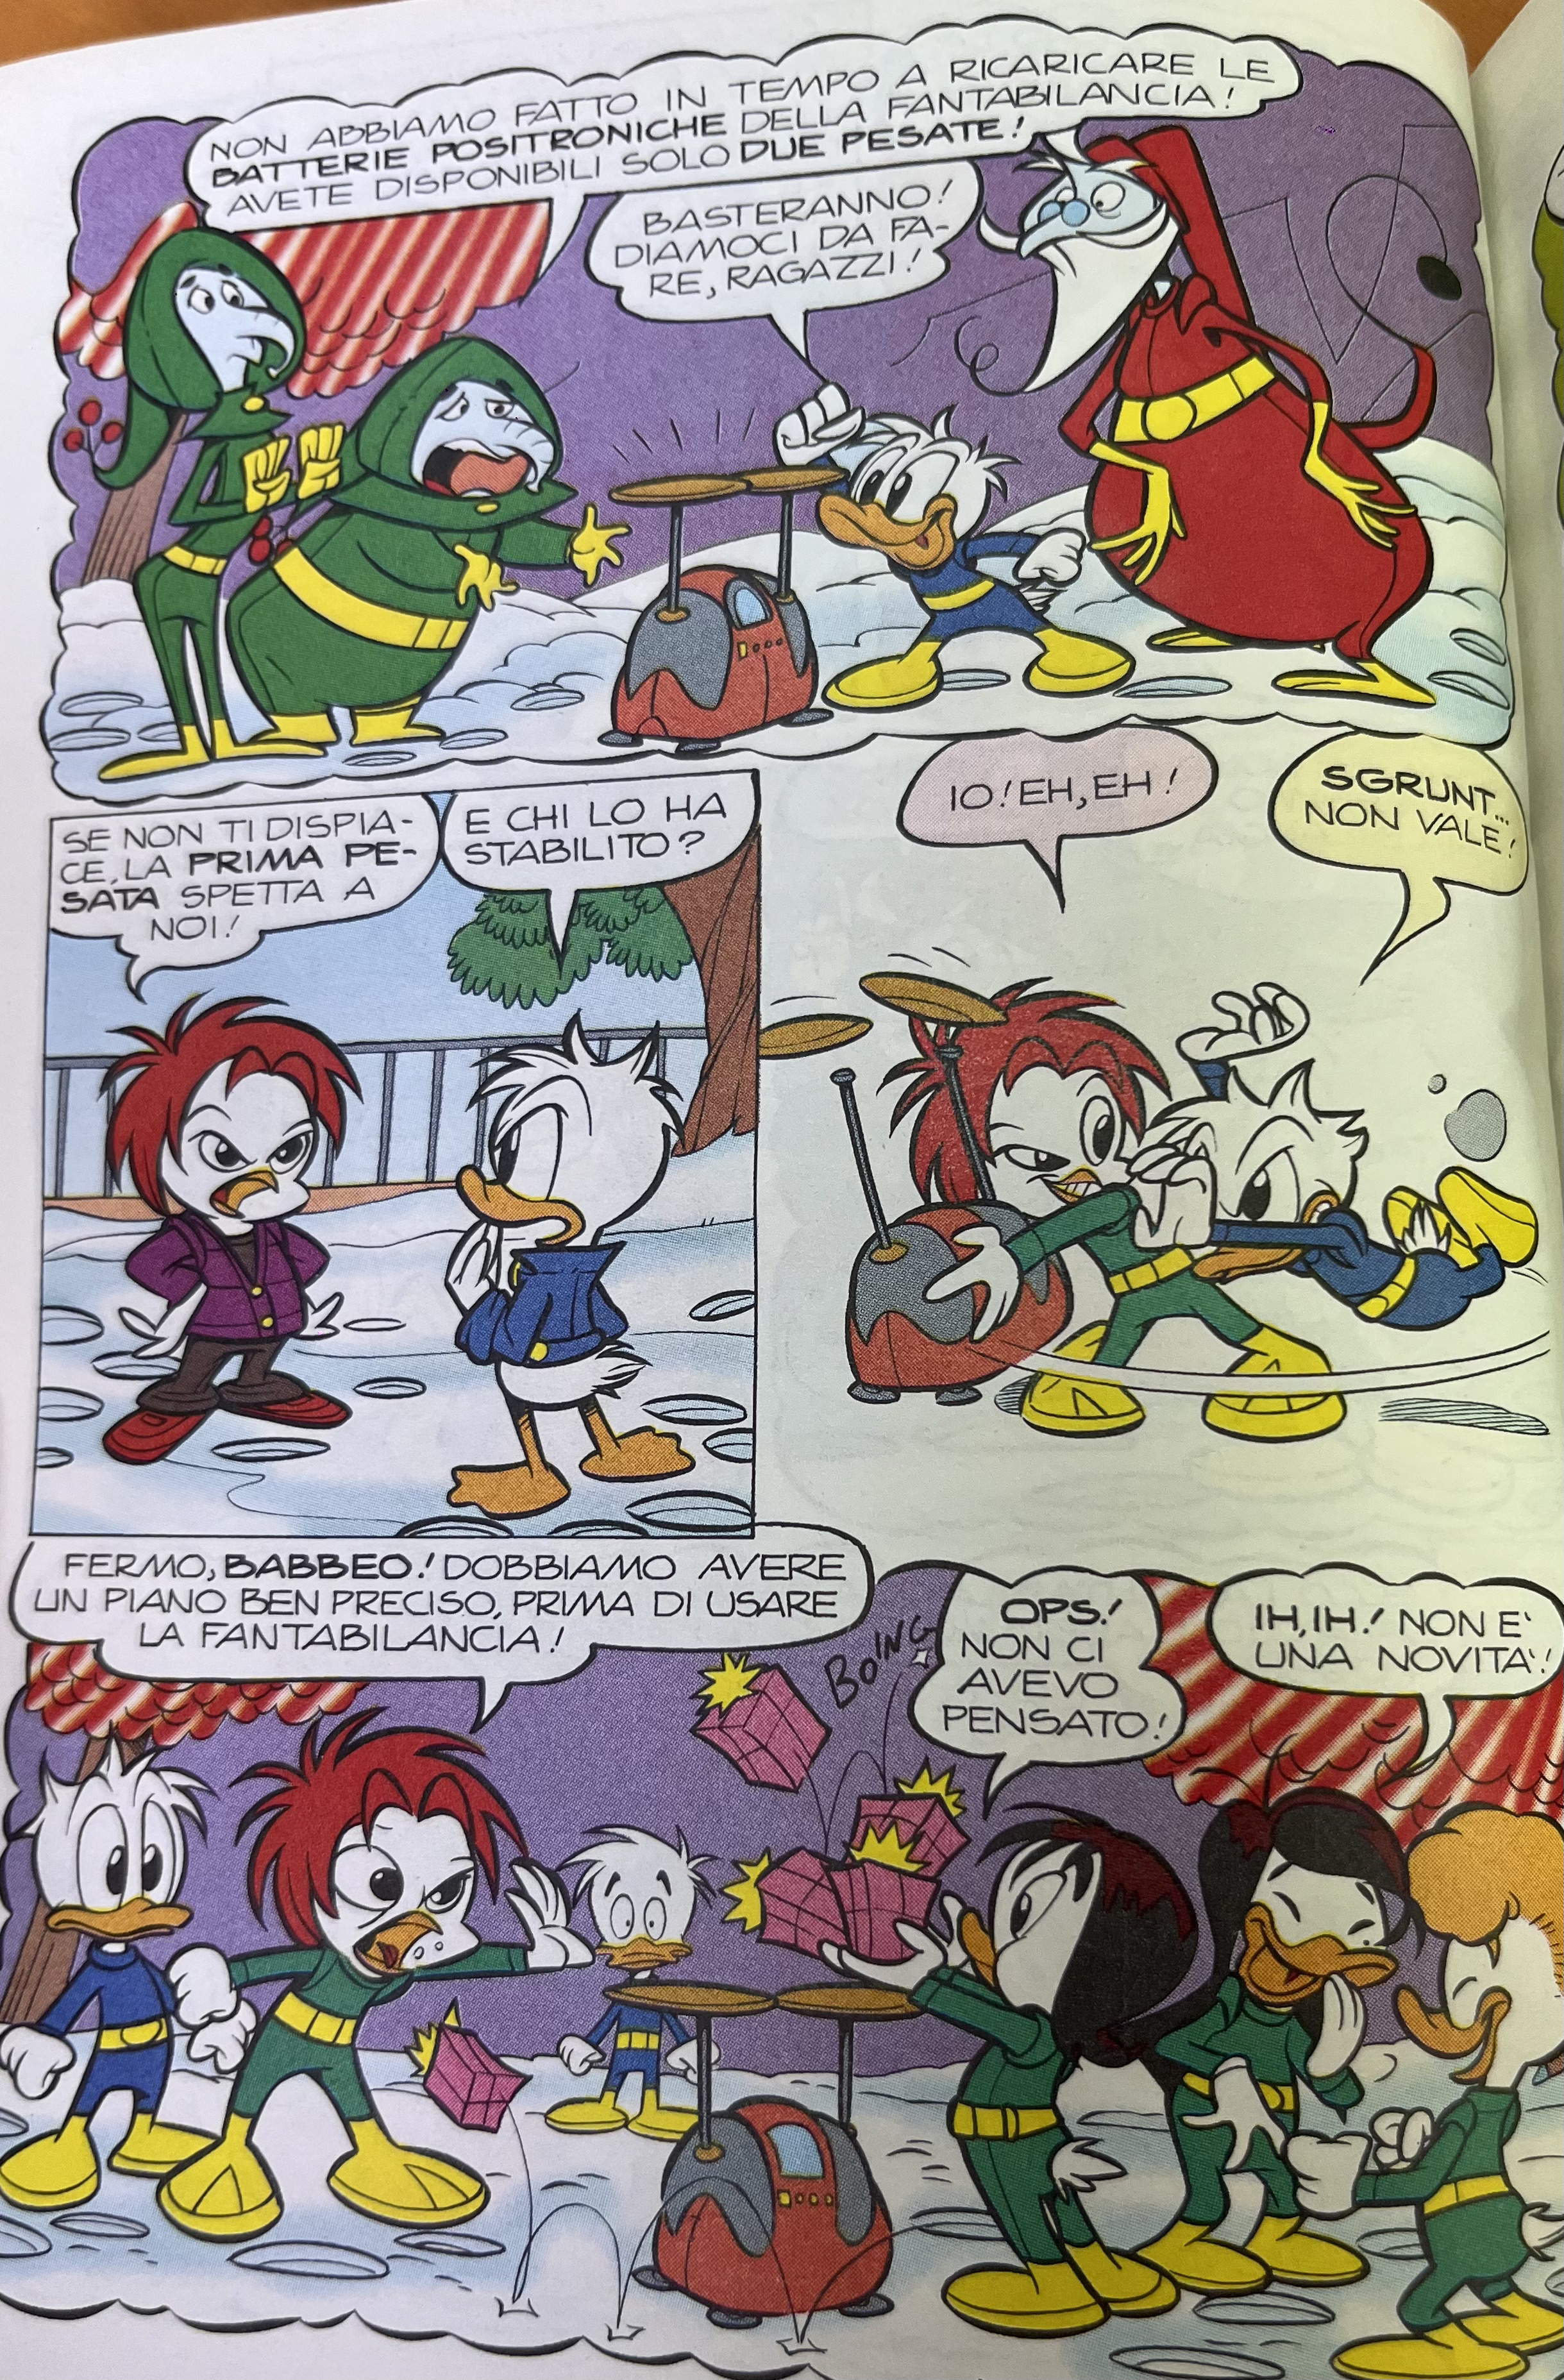 NON ABBIAMO FATTO IN TEMPO A RICARICARE LE
BATTERIE POSITRONICHE DELLA FANTABILANCIA!
AVETE DISPONIBILI SOLO DUE PESATE!
BASTERANNO!
DIAMOCI DA FA-
RE, RAGAZZI!
SE NON TI DISPIA-
CE, LA PRIMA PE-
SATA SPETTA A
NOI!
E CHI LO HA
STABILITO?
IO! EH, EH!
SGRUNT...
NON VALE!
FERMO, BABBEO! DOBBIAMO AVERE
UN PIANO BEN PRECISO, PRIMA DI USARE
LA FANTABILANCIA!
BOING
OPS!
NON CI
AVEVO
PENSATO!
IH, IH! NON E'
UNA NOVITA'!